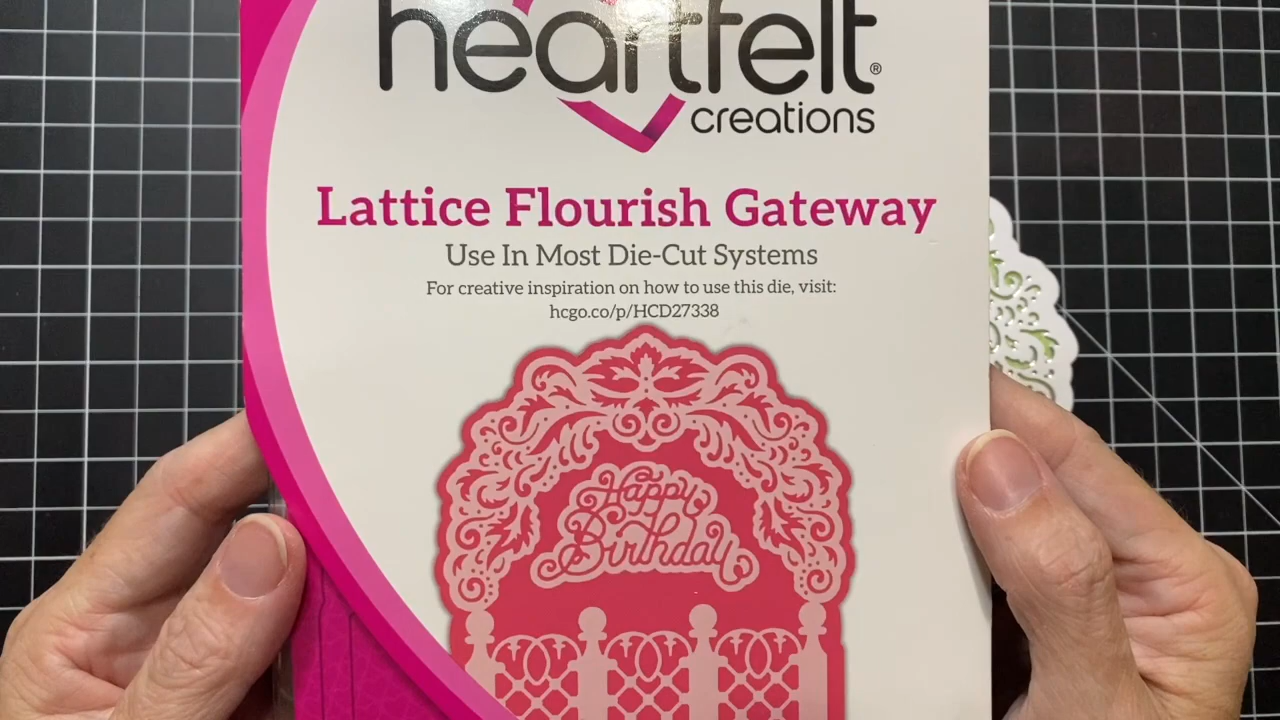 heartfelt®
creations
Lattice Flourish Gateway
Use In Most Die-Cut Systems
For creative inspiration on how to use this die, visit:
hcgo.co/p/HCD27338
Happy
Birthday